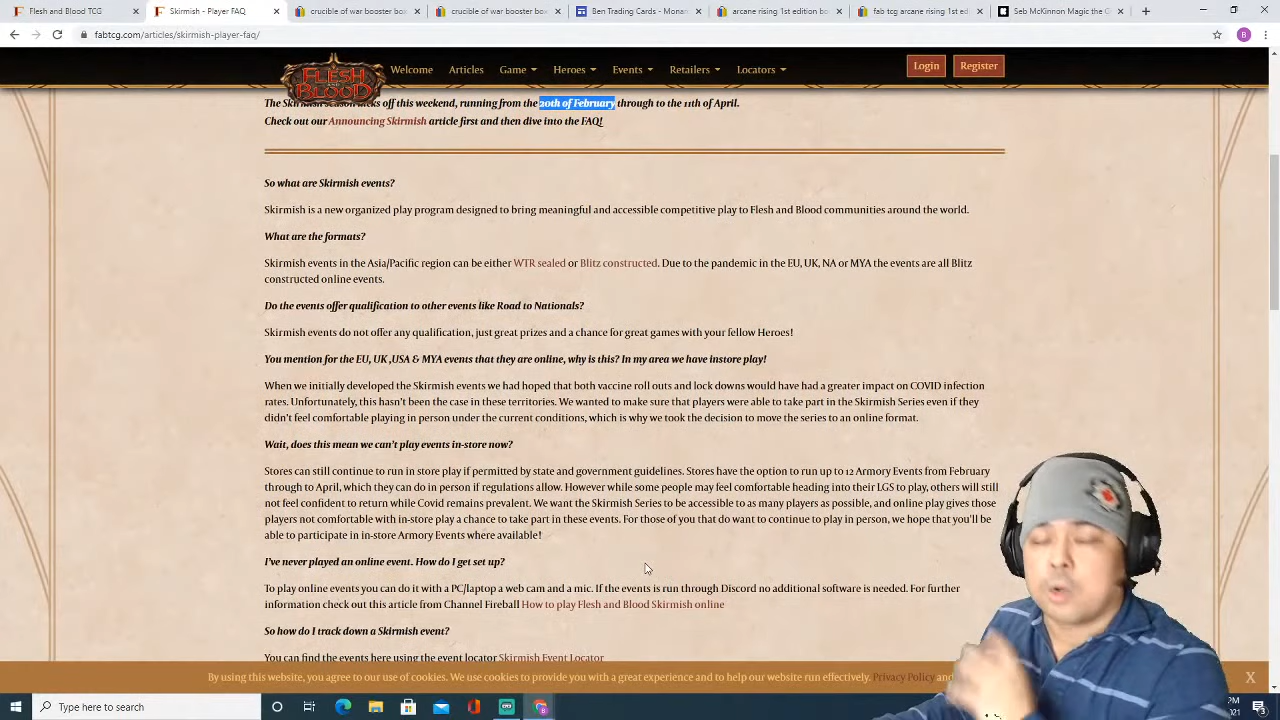 Flesh and Blood TCG
Skirmish - Player FAQ
fabtcg.com/articles/skirmish-player-faq/
B
Seb McKinnon Magic Car
FLESH AND BLOOD
Welcome Articles Game Heroes Events Retailers Locators
Login Register
off this weekend, running from the 20th of February through to the 11th of April.
Check out our Announcing Skirmish article first and then dive into the FAQ!
So what are Skirmish events?
Skirmish is a new organized play program designed to bring meaningful and accessible competitive play to Flesh and Blood communities around the world.
What are the formats?
Skirmish events in the Asia/Pacific region can be either WTR sealed or Blitz constructed. Due to the pandemic in the EU, UK, NA or MYA the events are all Blitz
constructed online events.
Do the events offer qualification to other events like Road to Nationals?
Skirmish events do not offer any qualification, just great prizes and a chance for great games with your fellow Heroes!
You mention for the EU, UK ,USA & MYA events that they are online, why is this? In my area we have instore play!
When we initially developed the Skirmish events we had hoped that both vaccine roll outs and lock downs would have had a greater impact on COVID infection
rates. Unfortunately, this hasn't been the case in these territories. We wanted to make sure that players were able to take part in the Skirmish Series even if they
didn't feel comfortable playing in person under the current conditions, which is why we took the decision to move the series to an online format.
Wait, does this mean we can't play events in-store now?
Stores can still continue to run in store play if permitted by state and government guidelines. Stores have the option to run up to 12 Armory Events from February
through to April, which they can do in person if regulations allow. However while some people may feel comfortable heading into their LGS to play, others will still
not feel confident to return while Covid remains prevalent. We want the Skirmish Series to be accessible to as many players as possible, and online play gives those
players not comfortable with in-store play a chance to take part in these events. For those of you that do want to continue to play in person, we hope that you'll be
able to participate in in-store Armory Events where available!
I've never played an online event. How do I get set up?
To play online events you can do it with a PC/laptop a web cam and a mic. If the events is run through Discord no additional software is needed. For further
information check out this article from Channel Fireball How to play Flesh and Blood Skirmish online
So how do I track down a Skirmish event?
You can find the events here using the event locator Skirmish Event Locator
By using this website, you agree to our use of cookies. We use cookies to provide you with a great experience and to help our website run effectively. Privacy Policy and
X
Type here to search
PM